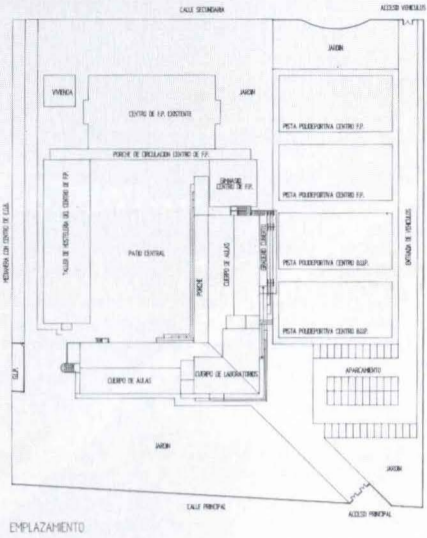 CALLE SECUNDARIA
ACCESO VEHICULOS
JARDIN
VIVIENDA
JARDIN
CENTRO DE F.P. EXISTENTE
PISTA POLIDEPORTIVA CENTRO F.P.
PORCHE DE CIRCULACION CENTRO DE F.P.
GIMNASIO
CENTRO DE F.P.
PISTA POLIDEPORTIVA CENTRO F.P.
MEDIANERIA CON CENTRO DE E.G.B.
TALLER DE HOSTELERIA DEL CENTRO DE F.P.
PATIO CENTRAL
PORCHE
CUERPO DE AULAS
GRADERIO CUBIERTO
PISTA POLIDEPORTIVA CENTRO B.U.P.
ENTRADA DE VEHICULOS
PISTA POLIDEPORTIVA CENTRO B.U.P.
G.L.P.
CUERPO DE AULAS
CUERPO DE LABORATORIOS
APARCAMIENTO
JARDIN
JARDIN
CALLE PRINCIPAL
ACCESO PRINCIPAL
EMPLAZAMIENTO